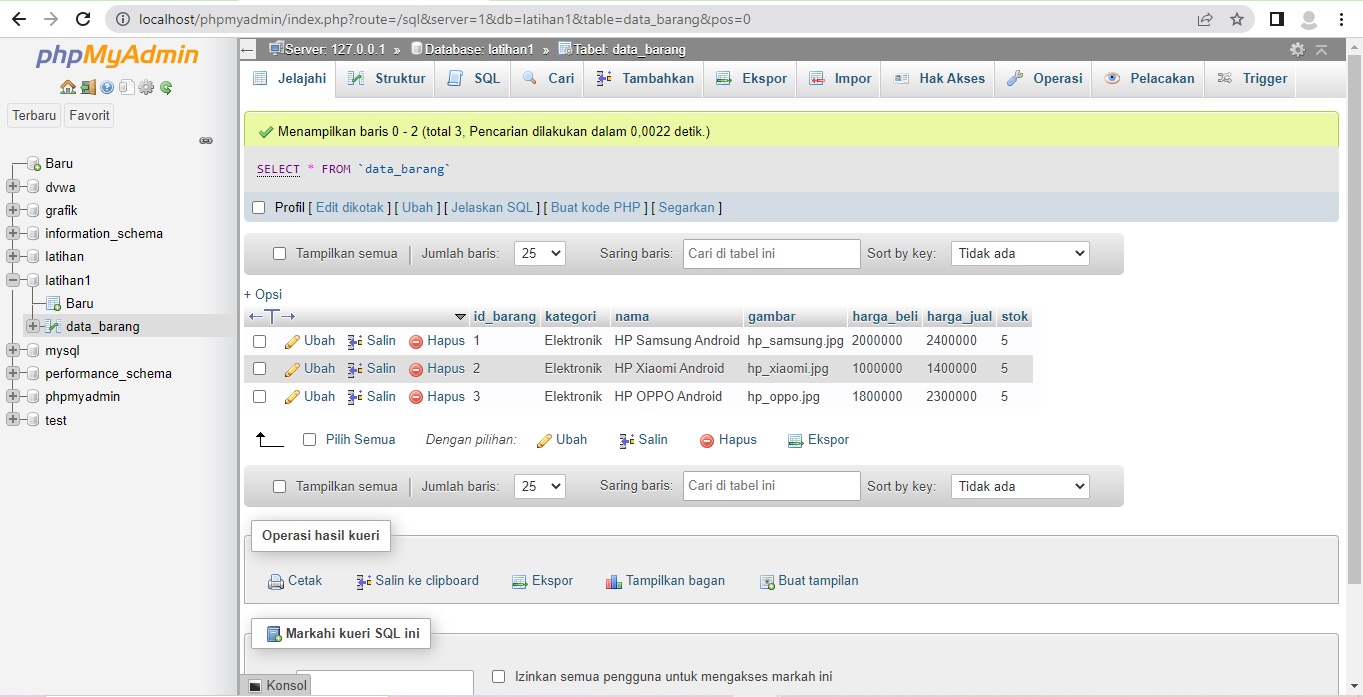 localhost/phpmyadmin/index.php?route=/sql&server=1&db=latihan1&table=data_barang&pos=0
phpMyAdmin
Terbaru Favorit
Baru
dvwa
grafik
information_schema
latihan
latihan1
Baru
data_barang
mysql
performance_schema
phpmyadmin
test
Server: 127.0.0.1 » Database: latihan1 » Tabel: data_barang
Jelajahi Struktur SQL Cari Tambahkan Ekspor Impor Hak Akses Operasi Pelacakan Trigger
Menampilkan baris 0 - 2 (total 3, Pencarian dilakukan dalam 0,0022 detik.)
SELECT * FROM `data_barang`
Profil [ Edit dikotak ] [ Ubah ] [ Jelaskan SQL ] [ Buat kode PHP ] [ Segarkan ]
Tampilkan semua Jumlah baris: 25 Saring baris: Cari di tabel ini Sort by key: Tidak ada
+ Opsi
←T→ id_barang kategori nama gambar harga_beli harga_jual stok
Ubah Salin Hapus 1 Elektronik HP Samsung Android hp_samsung.jpg 2000000 2400000 5
Ubah Salin Hapus 2 Elektronik HP Xiaomi Android hp_xiaomi.jpg 1000000 1400000 5
Ubah Salin Hapus 3 Elektronik HP OPPO Android hp_oppo.jpg 1800000 2300000 5
Pilih Semua Dengan pilihan: Ubah Salin Hapus Ekspor
Tampilkan semua Jumlah baris: 25 Saring baris: Cari di tabel ini Sort by key: Tidak ada
Operasi hasil kueri
Cetak Salin ke clipboard Ekspor Tampilkan bagan Buat tampilan
Markahi kueri SQL ini
Izinkan semua pengguna untuk mengakses markah ini
Konsol